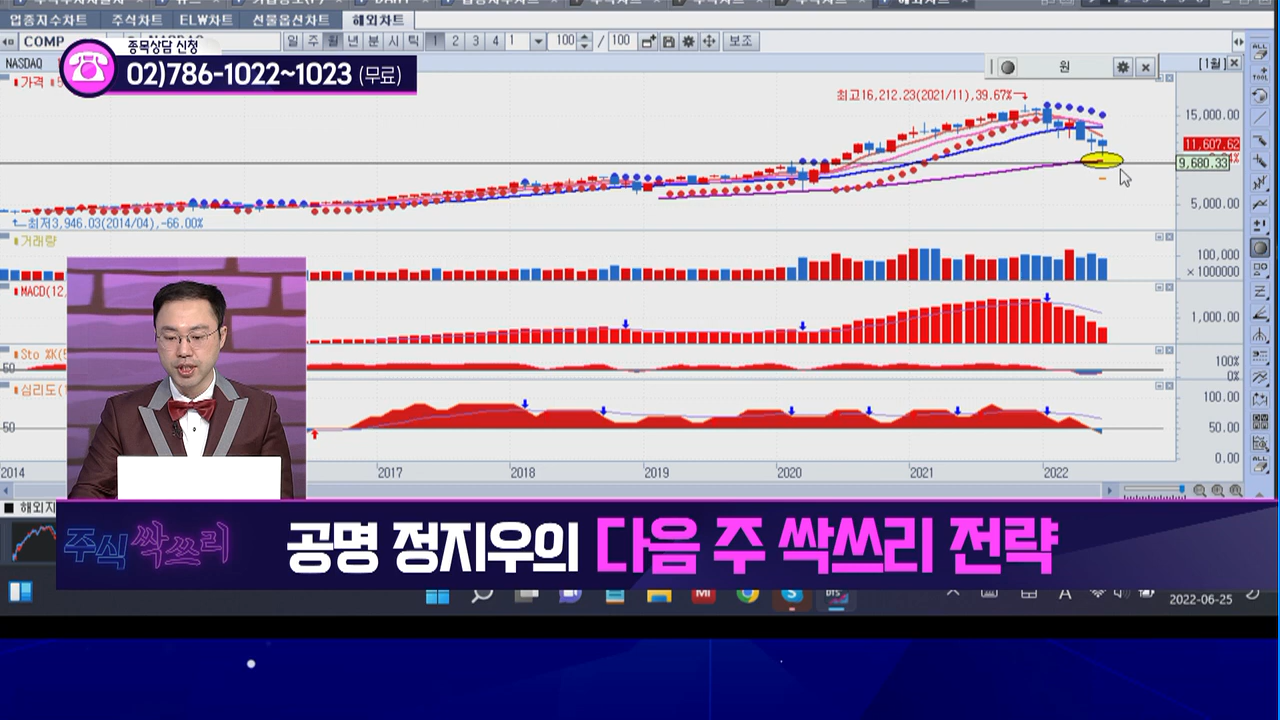 업종지수차트 주식차트 ELW차트 선물옵션차트 해외차트
COMP
일 주 월 년 분 시 틱 1 2 3 4 1 100 / 100 보조
종목상담 신청
02)786-1022~1023 (무료)
NASDAQ
원
[1월]
가격
최고16,212.23(2021/11),39.67%
15,000.00
11,607.62
9,680.33
5,000.00
최저3,946.03(2014/04),-66.00%
거래량
100,000
×1000000
MACD(12,
1,000.00
Sto %K(5
50
100%
0%
심리도(
100.00
50
50.00
0.00
2014 2017 2018 2019 2020 2021 2022
해외지
주식 싹쓰리
공명 정지우의 다음 주 싹쓰리 전략
A
2022-06-25